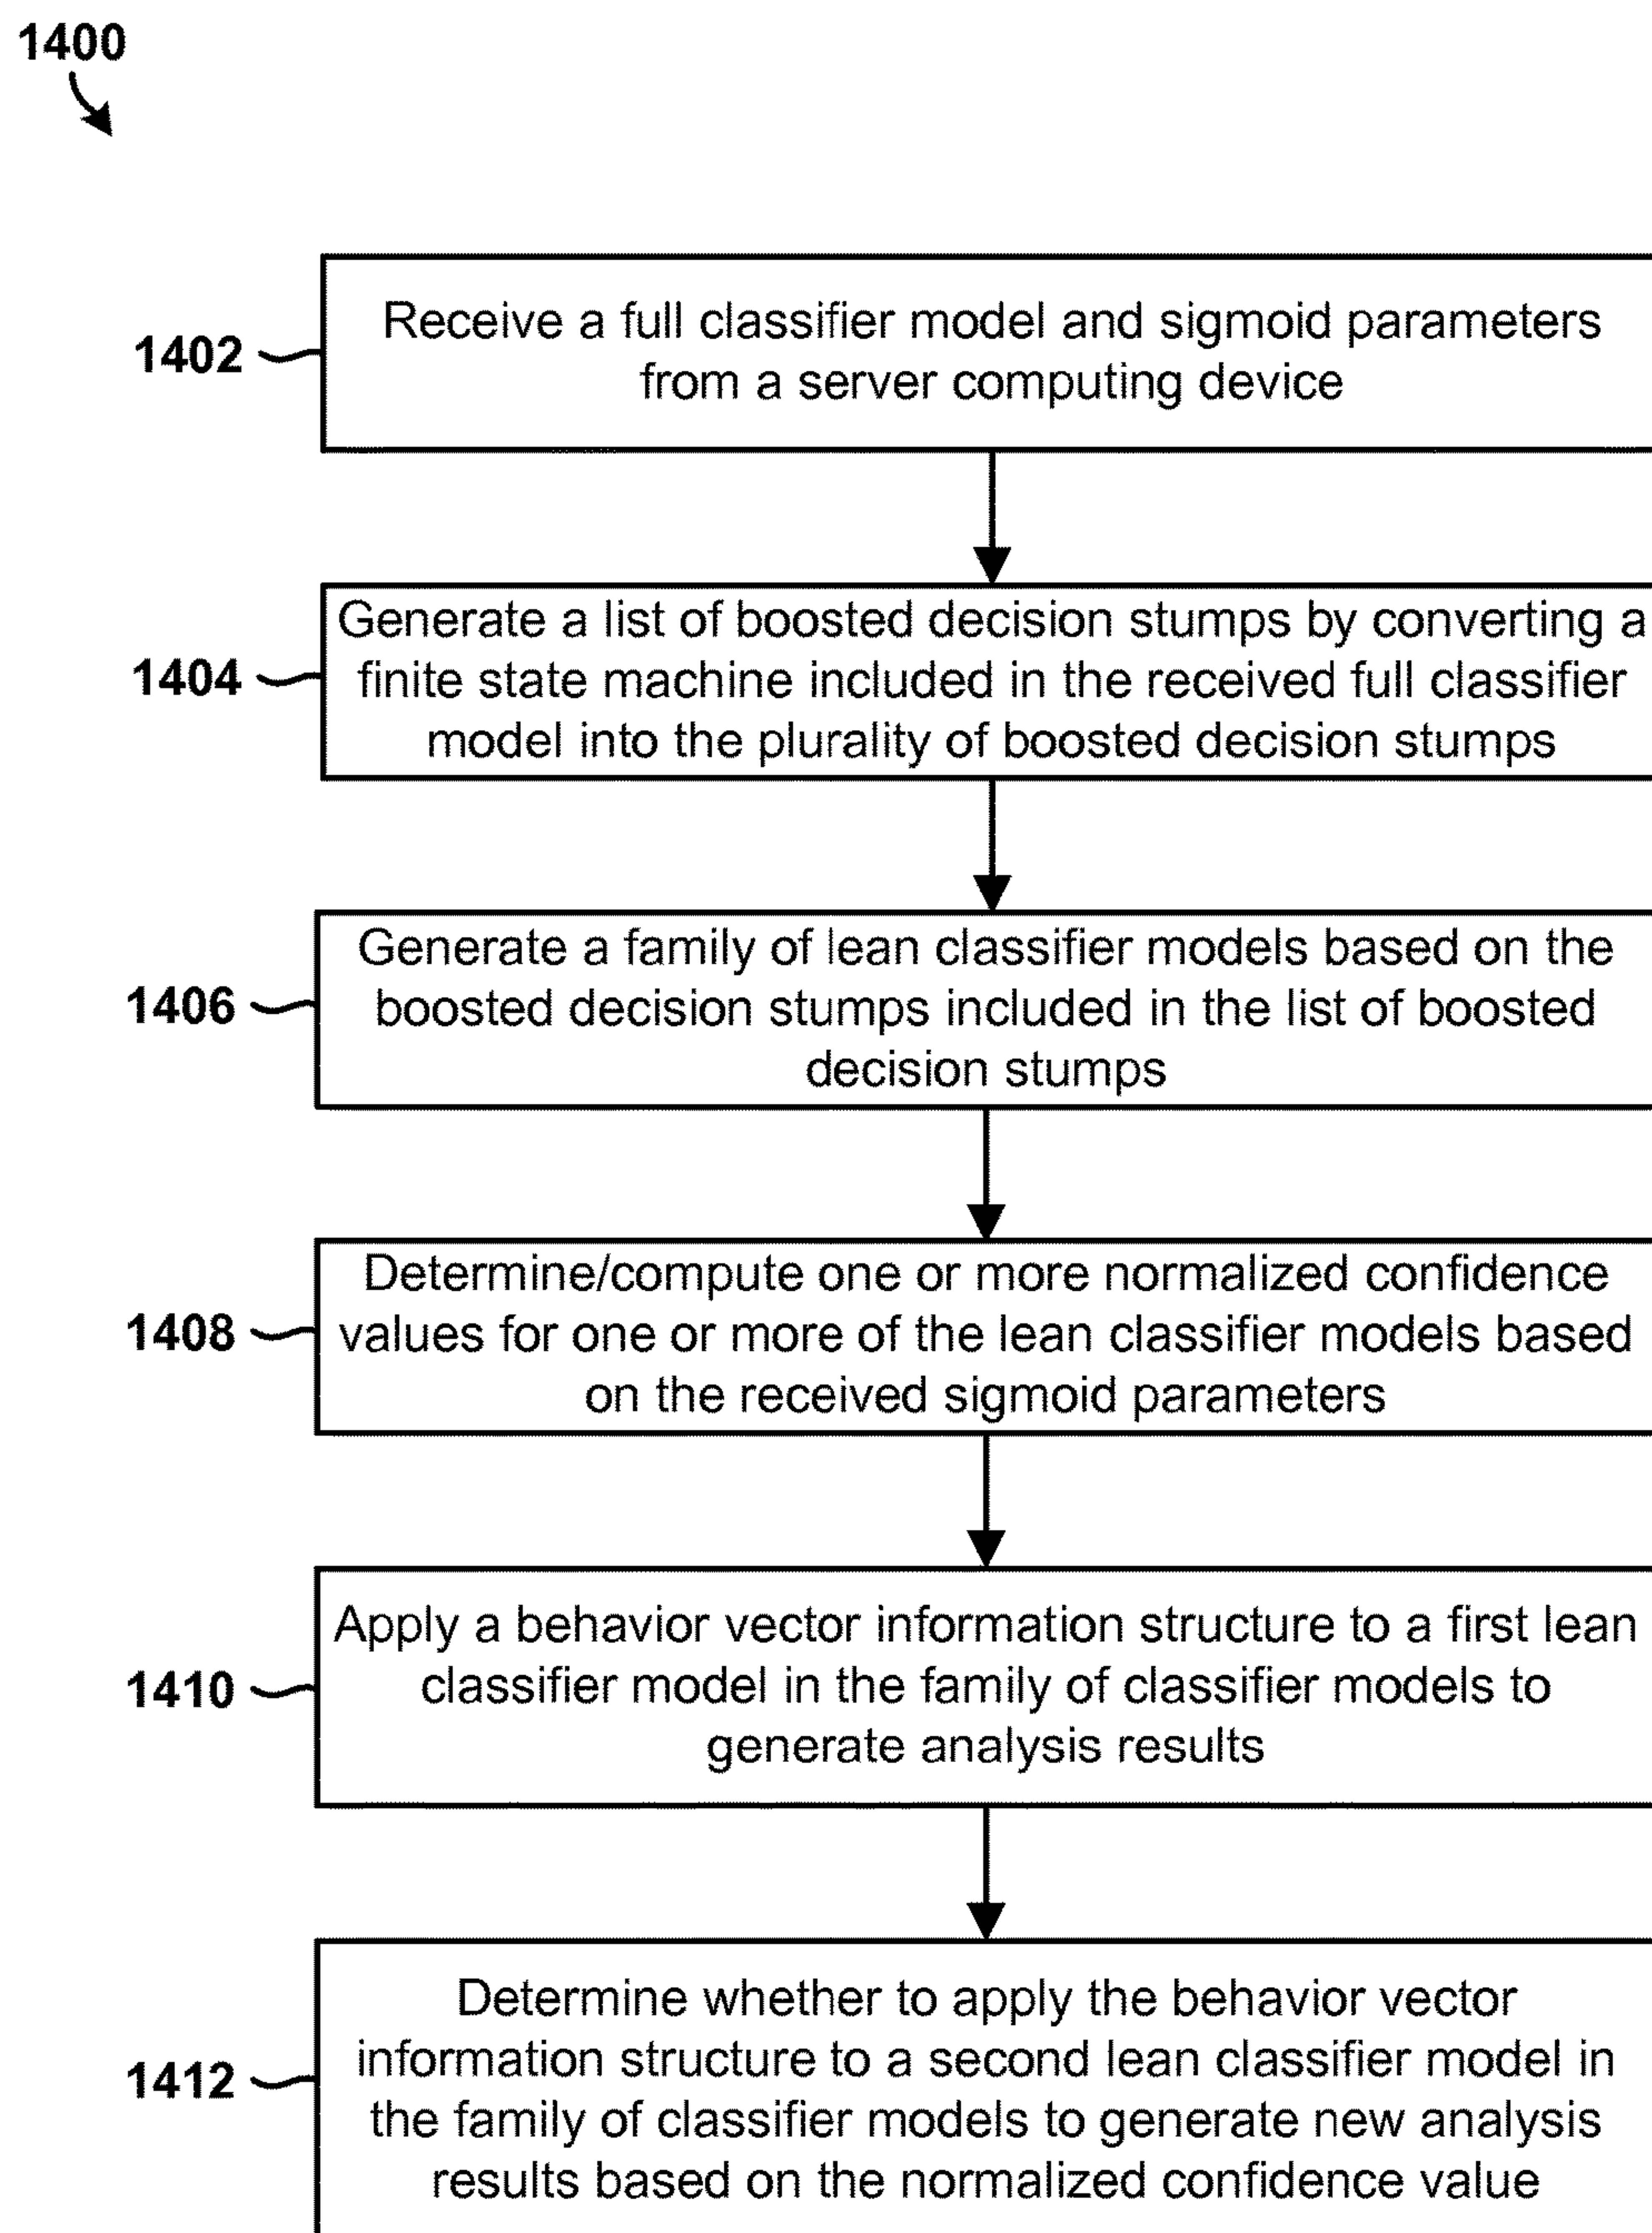 1400
1402
Receive a full classifier model and sigmoid parameters
from a server computing device
1404
Generate a list of boosted decision stumps by converting a
finite state machine included in the received full classifier
model into the plurality of boosted decision stumps
1406
Generate a family of lean classifier models based on the
boosted decision stumps included in the list of boosted
decision stumps
1408
Determine/compute one or more normalized confidence
values for one or more of the lean classifier models based
on the received sigmoid parameters
1410
Apply a behavior vector information structure to a first lean
classifier model in the family of classifier models to
generate analysis results
1412
Determine whether to apply the behavior vector
information structure to a second lean classifier model in
the family of classifier models to generate new analysis
results based on the normalized confidence value